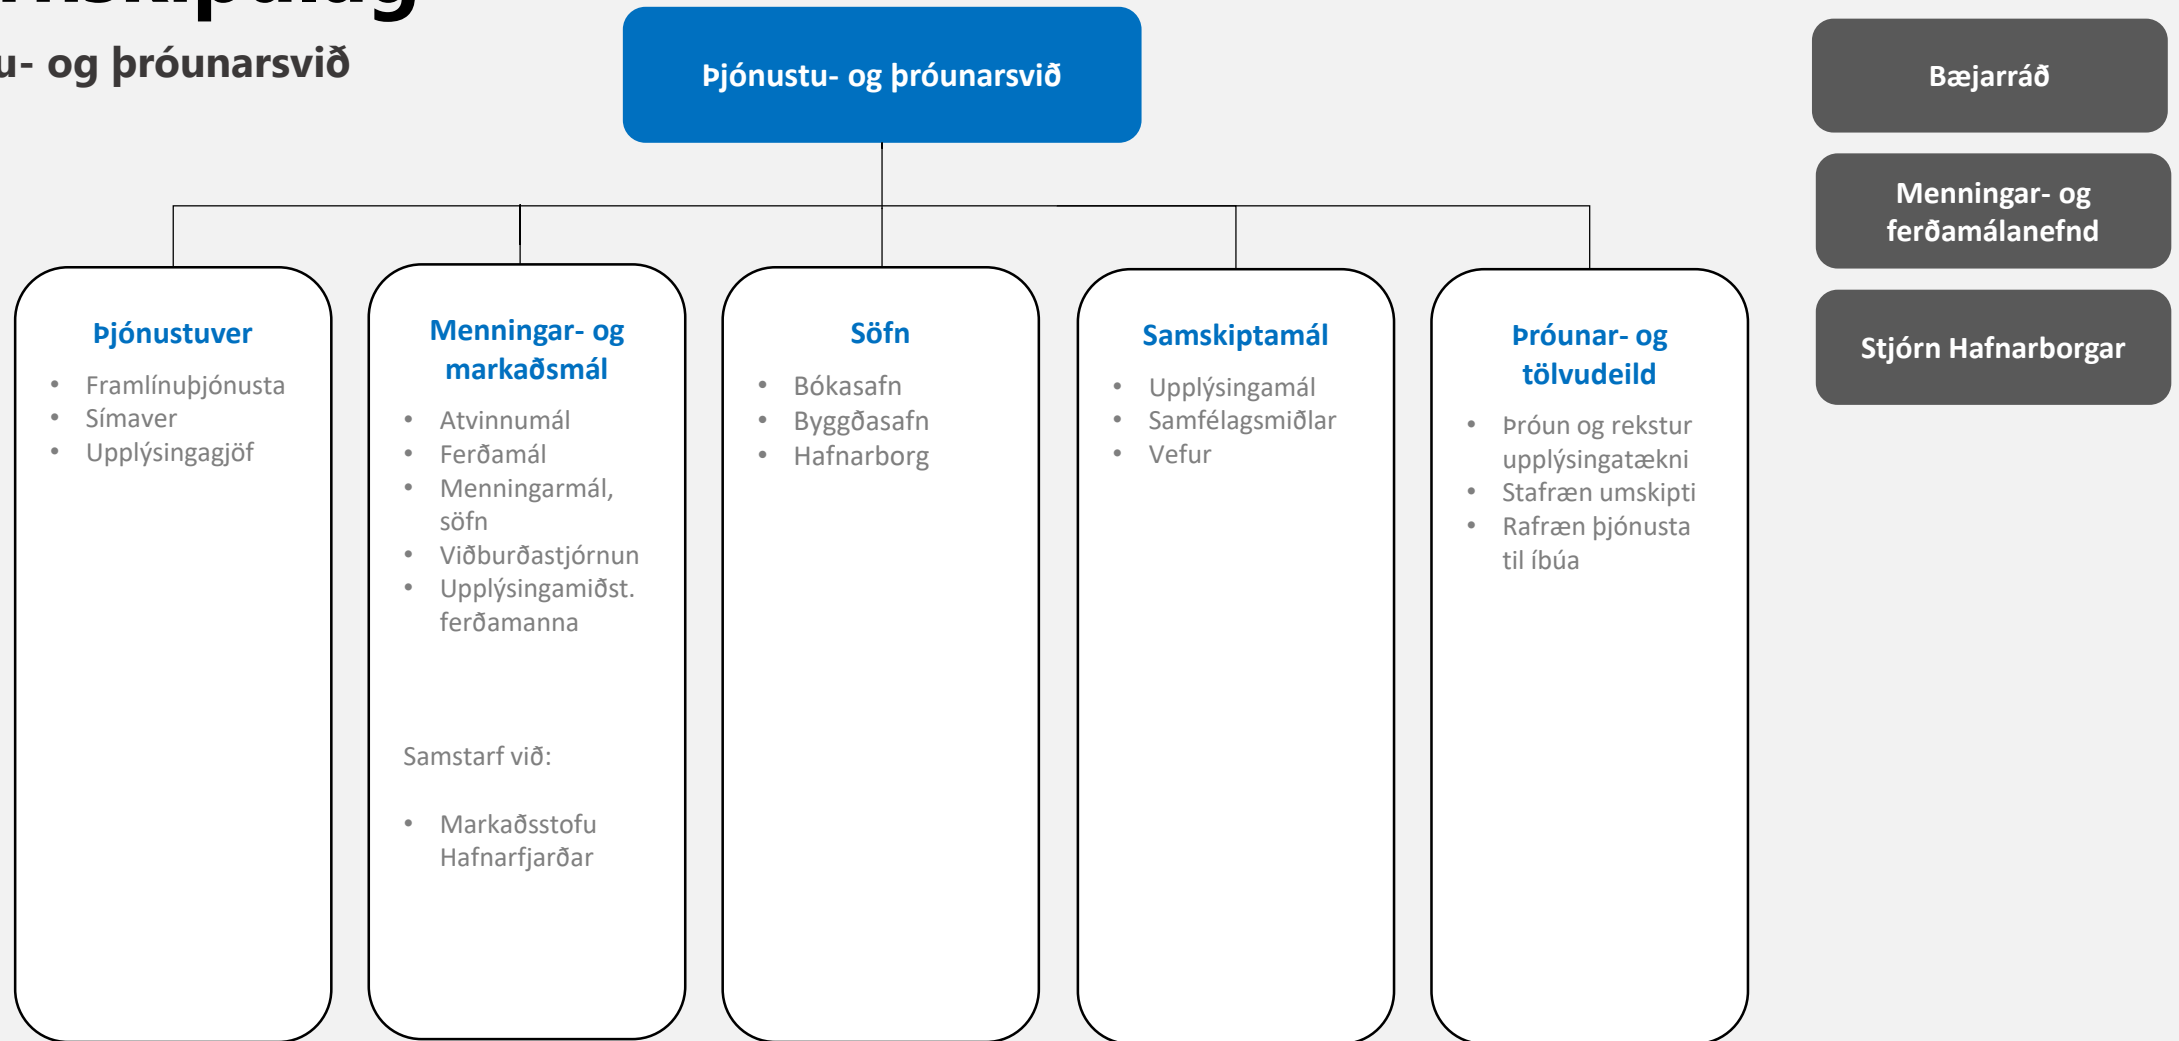 u- og þróunarsvið
Þjónustu- og þróunarsvið
Bæjarráð
Menningar- og
ferðamálanefnd
Stjórn Hafnarborgar
Þjónustuver
• Framlínuþjónusta
• Símaver
• Upplýsingagjöf
Menningar- og
markaðsmál
• Atvinnumál
• Ferðamál
• Menningarmál,
söfn
• Viðburðastjórnun
• Upplýsingamiðst.
ferðamanna
Samstarf við:
• Markaðsstofu
Hafnarfjarðar
Söfn
• Bókasafn
• Byggðasafn
• Hafnarborg
Samskiptamál
• Upplýsingamál
• Samfélagsmiðlar
• Vefur
Þróunar- og
tölvudeild
• Þróun og rekstur
upplýsingatækni
• Stafræn umskipti
• Rafræn þjónusta
til íbúa